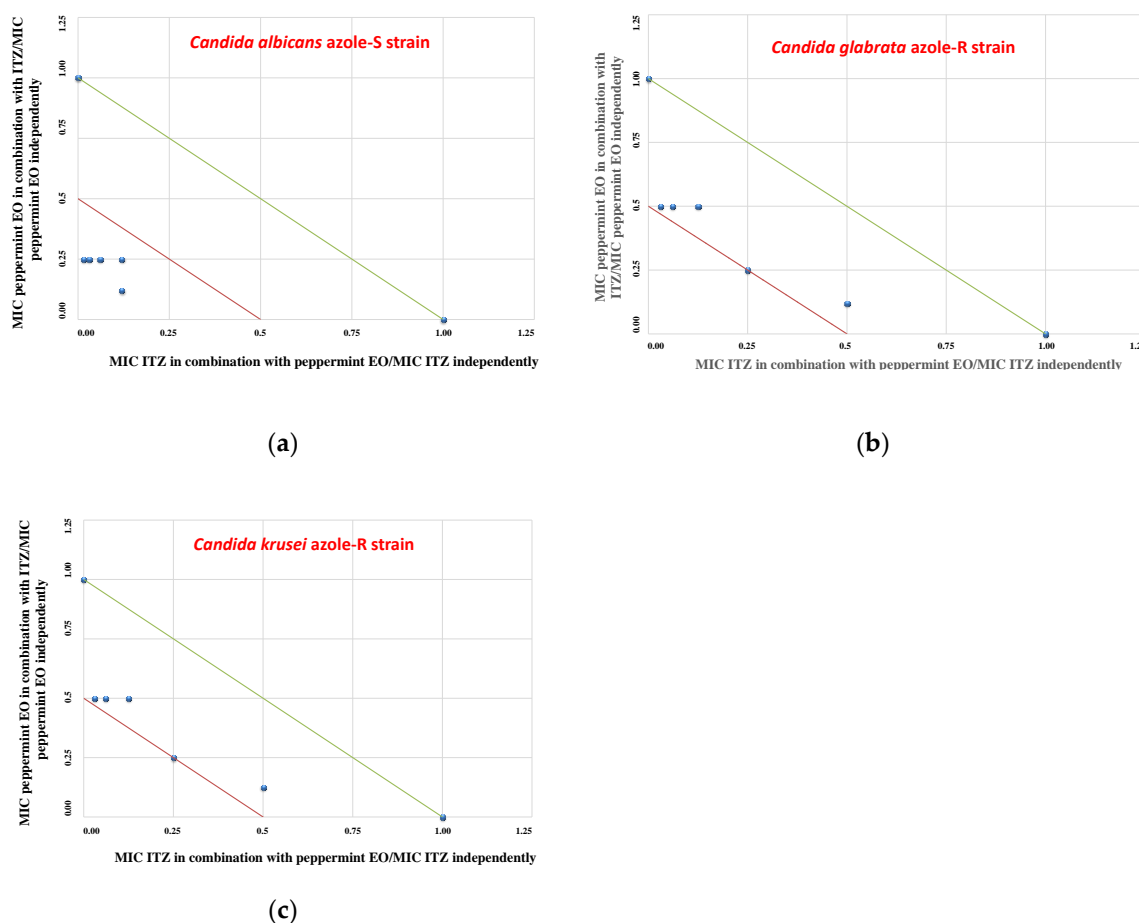 Candida albicans azole-S strain
MIC peppermint EO in combination with ITZ/MIC
peppermint EO independently
1.25
1.00
0.75
0.5
0.25
0.00
0.00 0.25 0.5 0.75 1.00 1.25
MIC ITZ in combination with peppermint EO/MIC ITZ independently
(a)
Candida glabrata azole-R strain
MIC peppermint EO in combination with
ITZ/MIC peppermint EO independently
1.25
1.00
0.75
0.5
0.25
0.00
0.00 0.25 0.5 0.75 1.00 1.2
MIC ITZ in combination with peppermint EO/MIC ITZ independently
(b)
Candida krusei azole-R strain
MIC peppermint EO in combination with ITZ/MIC
peppermint EO independently
1.25
1.00
0.75
0.5
0.25
0.00
0.00 0.25 0.5 0.75 1.00 1.25
MIC ITZ in combination with peppermint EO/MIC ITZ independently
(c)